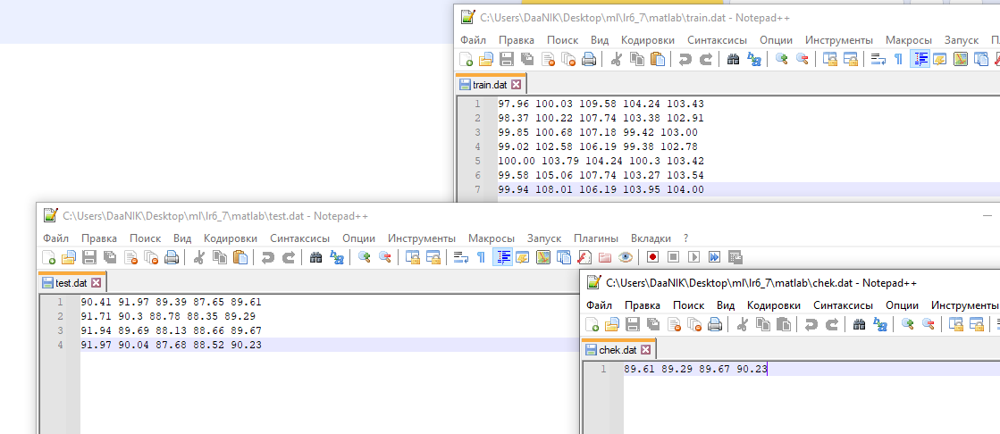 C:\Users\DaaNIK\Desktop\ml\lr6_7\matlab\train.dat - Notepad++
Файл Правка Поиск Вид Кодировки Синтаксисы Опции Инструменты Макросы Запуск
train.dat
1 97.96 100.03 109.58 104.24 103.43
2 98.37 100.22 107.74 103.38 102.91
3 99.85 100.68 107.18 99.42 103.00
4 99.02 102.58 106.19 99.38 102.78
5 100.00 103.79 104.24 100.3 103.42
6 99.58 105.06 107.74 103.27 103.54
7 99.94 108.01 106.19 103.95 104.00
C:\Users\DaaNIK\Desktop\ml\lr6_7\matlab\test.dat - Notepad++
Файл Правка Поиск Вид Кодировки Синтаксисы Опции Инструменты Макросы Запуск Плагины Вкладки ?
test.dat
1 90.41 91.97 89.39 87.65 89.61
2 91.71 90.3 88.78 88.35 89.29
3 91.94 89.69 88.13 88.66 89.67
4 91.97 90.04 87.68 88.52 90.23
C:\Users\DaaNIK\Desktop\ml\lr6_7\matlab\chek.dat - Notepad++
Файл Правка Поиск Вид Кодировки Синтаксисы Опции Инструменты
chek.dat
1 89.61 89.29 89.67 90.23